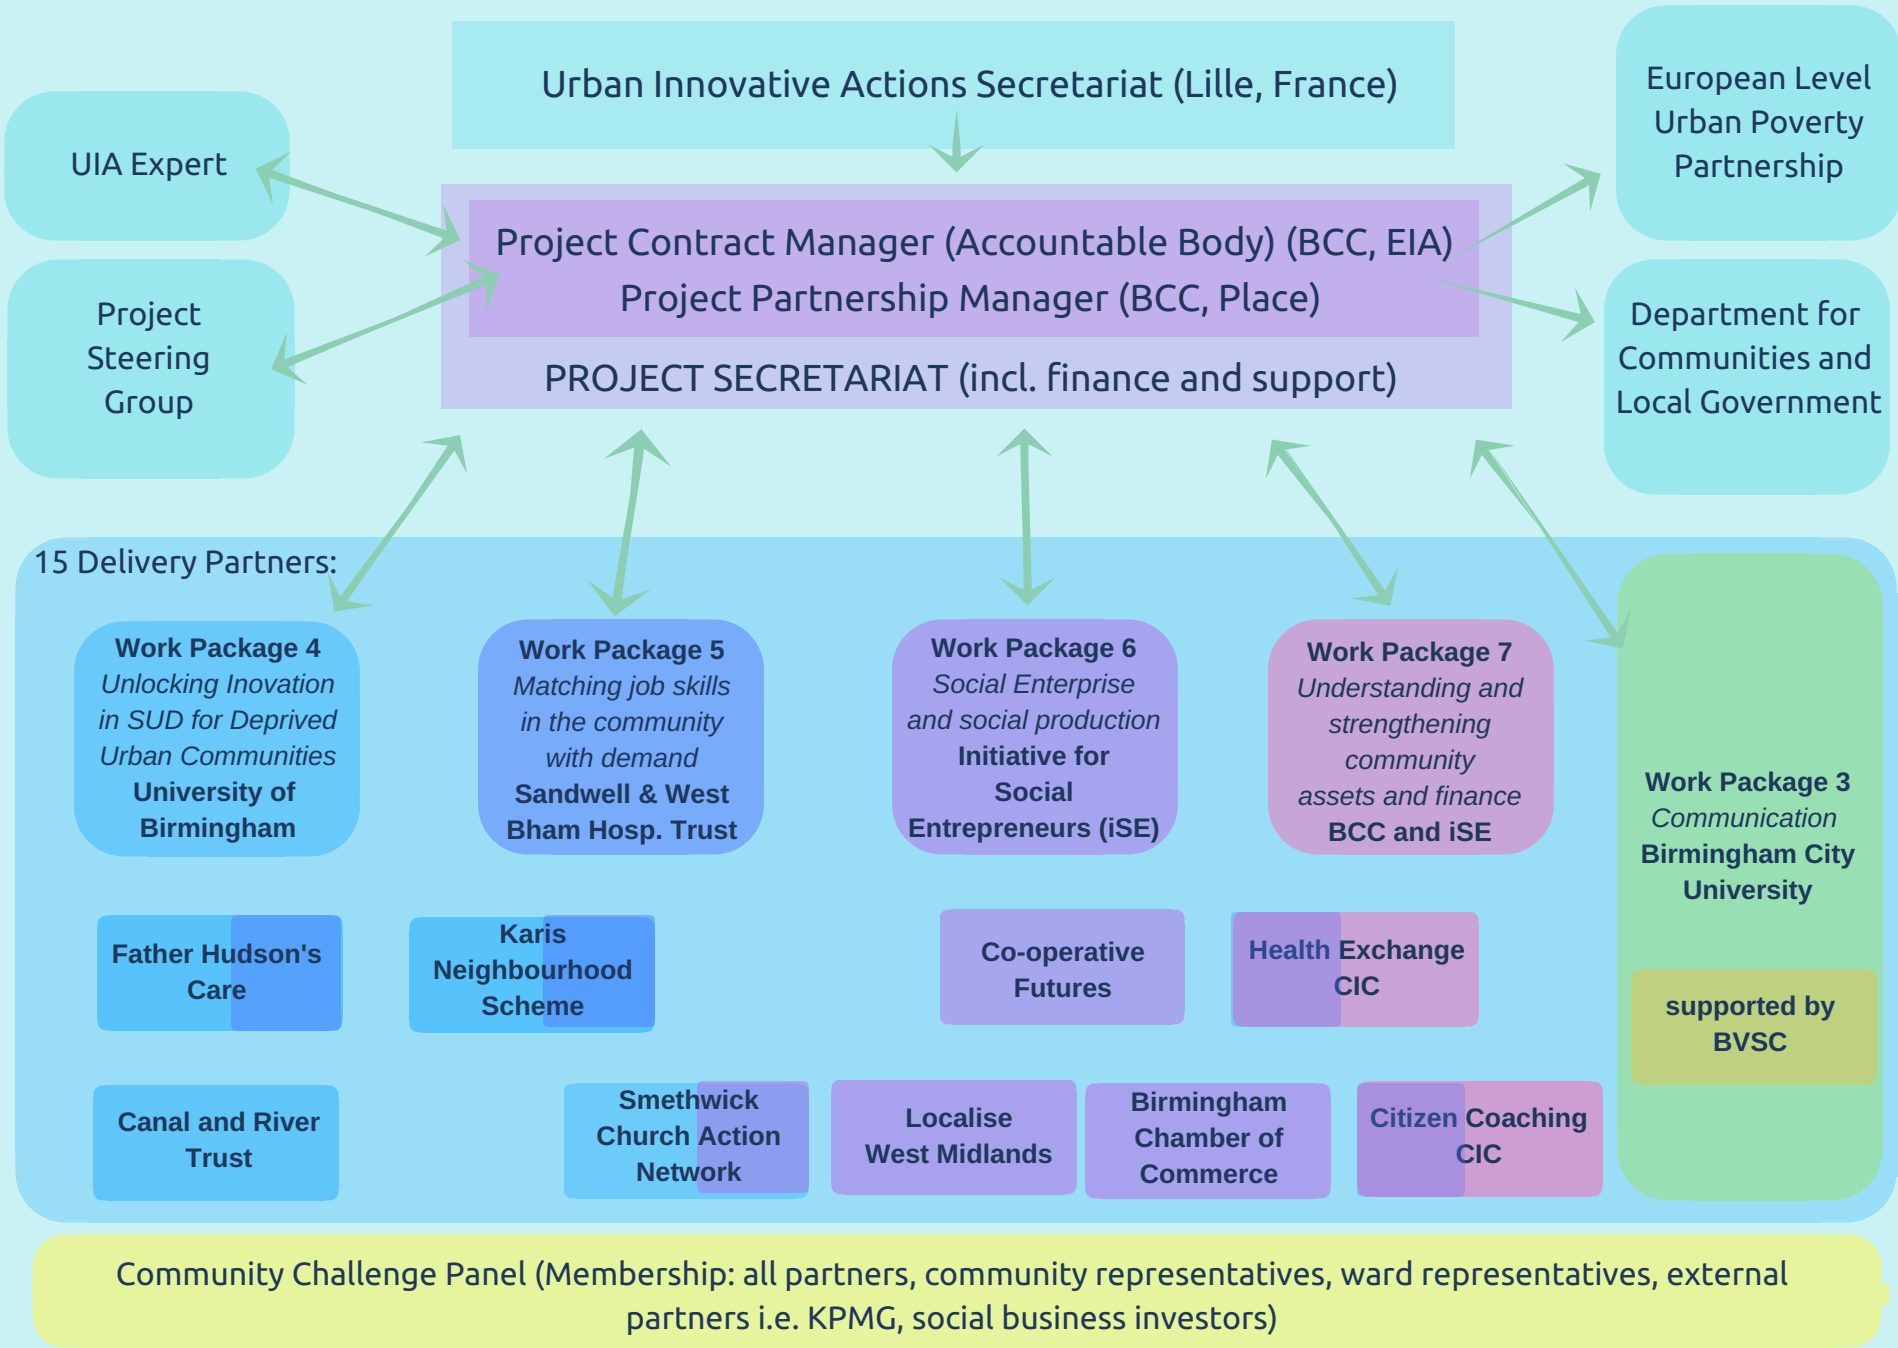 Urban Innovative Actions Secretariat (Lille, France)
UIA Expert
European Level
Urban Poverty
Partnership
Project Contract Manager (Accountable Body) (BCC, EIA)
Project Partnership Manager (BCC, Place)
PROJECT SECRETARIAT (incl. finance and support)
Project
Steering
Group
Department for
Communities and
Local Government
15 Delivery Partners:
Work Package 4
Unlocking Inovation
in SUD for Deprived
Urban Communities
University of
Birmingham
Work Package 5
Matching job skills
in the community
with demand
Sandwell & West
Bham Hosp. Trust
Work Package 6
Social Enterprise
and social production
Initiative for
Social
Entrepreneurs (iSE)
Work Package 7
Understanding and
strengthening
community
assets and finance
BCC and iSE
Work Package 3
Communication
Birmingham City
University
Father Hudson's
Care
Karis
Neighbourhood
Scheme
Co-operative
Futures
Health Exchange
CIC
supported by
BVSC
Canal and River
Trust
Smethwick
Church Action
Network
Localise
West Midlands
Birmingham
Chamber of
Commerce
Citizen Coaching
CIC
Community Challenge Panel (Membership: all partners, community representatives, ward representatives, external
partners i.e. KPMG, social business investors)